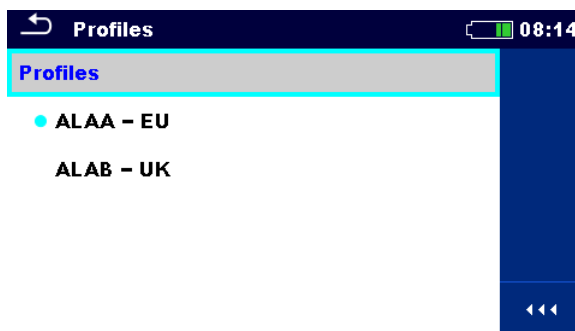 Profiles 08:14
Profiles
ALAA – EU
ALAB – UK